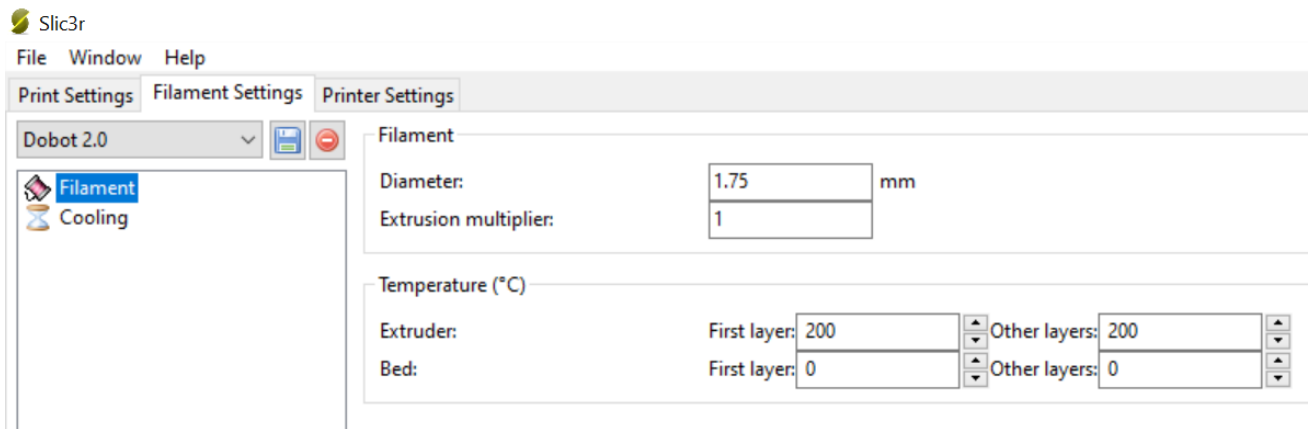 Slic3r
File Window Help
Print Settings Filament Settings Printer Settings
Dobot 2.0
Filament
Cooling
Filament
Diameter: 1.75 mm
Extrusion multiplier: 1
Temperature (°C)
Extruder: First layer: 200 Other layers: 200
Bed: First layer: 0 Other layers: 0